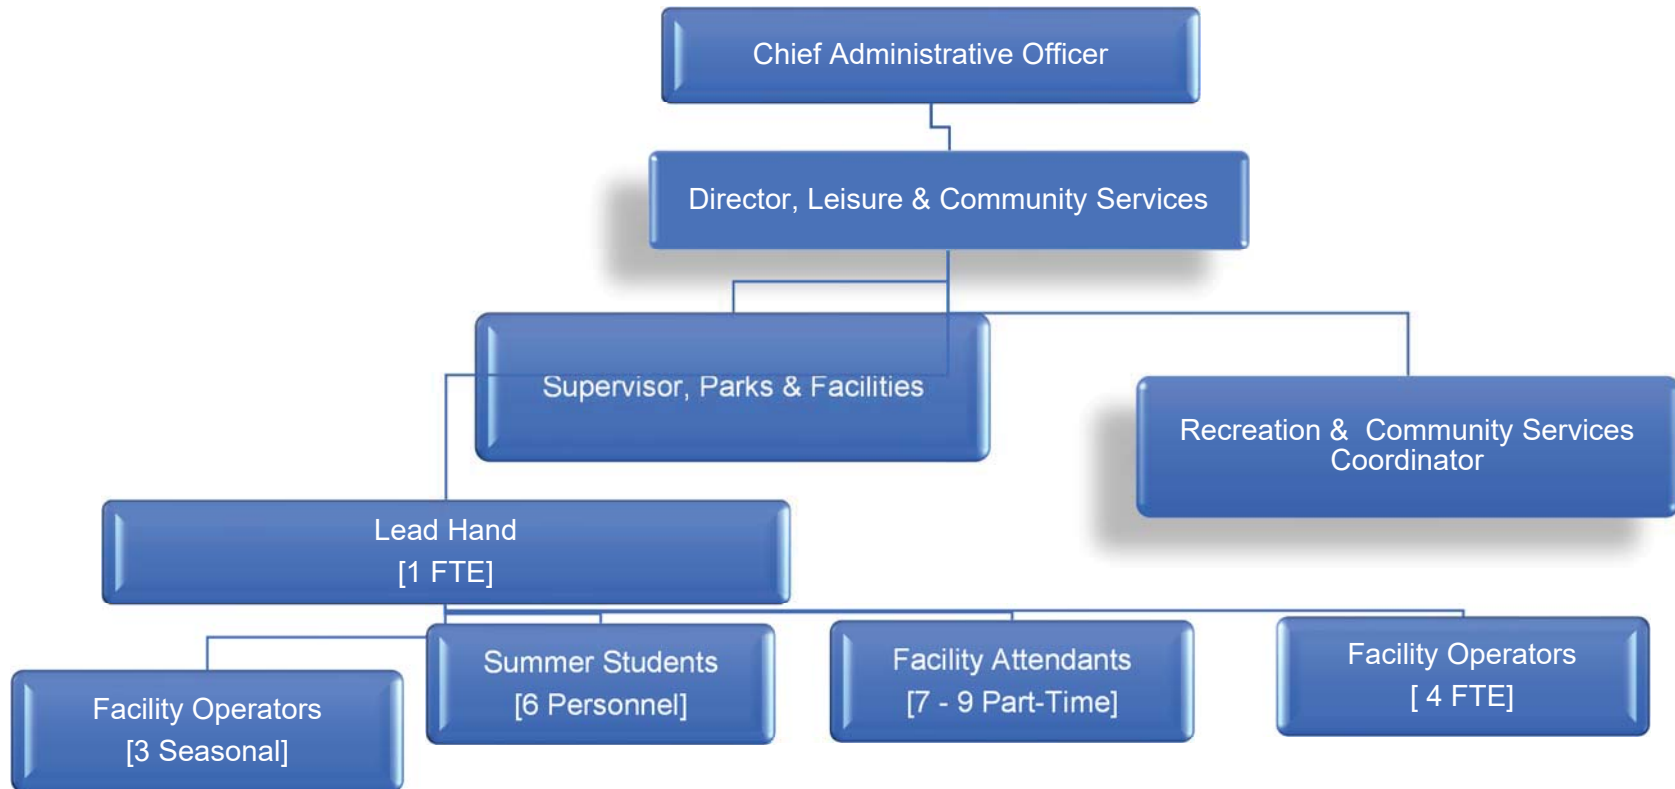 Chief Administrative Officer
Director, Leisure & Community Services
Supervisor, Parks & Facilities
Recreation &  Community Services
Coordinator
Lead Hand
[1 FTE]
Facility Operators
[3 Seasonal]
Summer Students
[6 Personnel]
Facility Attendants
[7 - 9 Part-Time]
Facility Operators
[ 4 FTE]